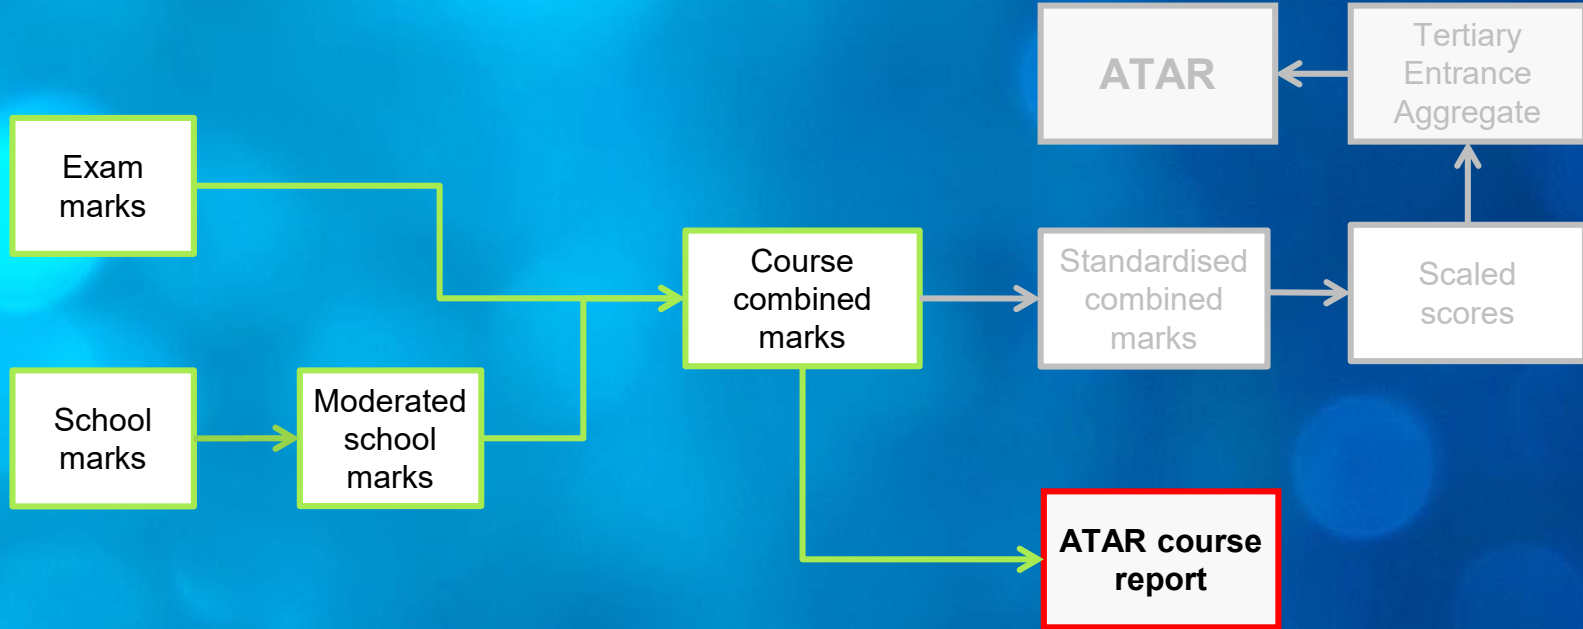 Exam
marks
School
marks
Moderated
school
marks
Course
combined
marks
Standardised
combined
marks
Scaled
scores
Tertiary
Entrance
Aggregate
ATAR
ATAR course
report